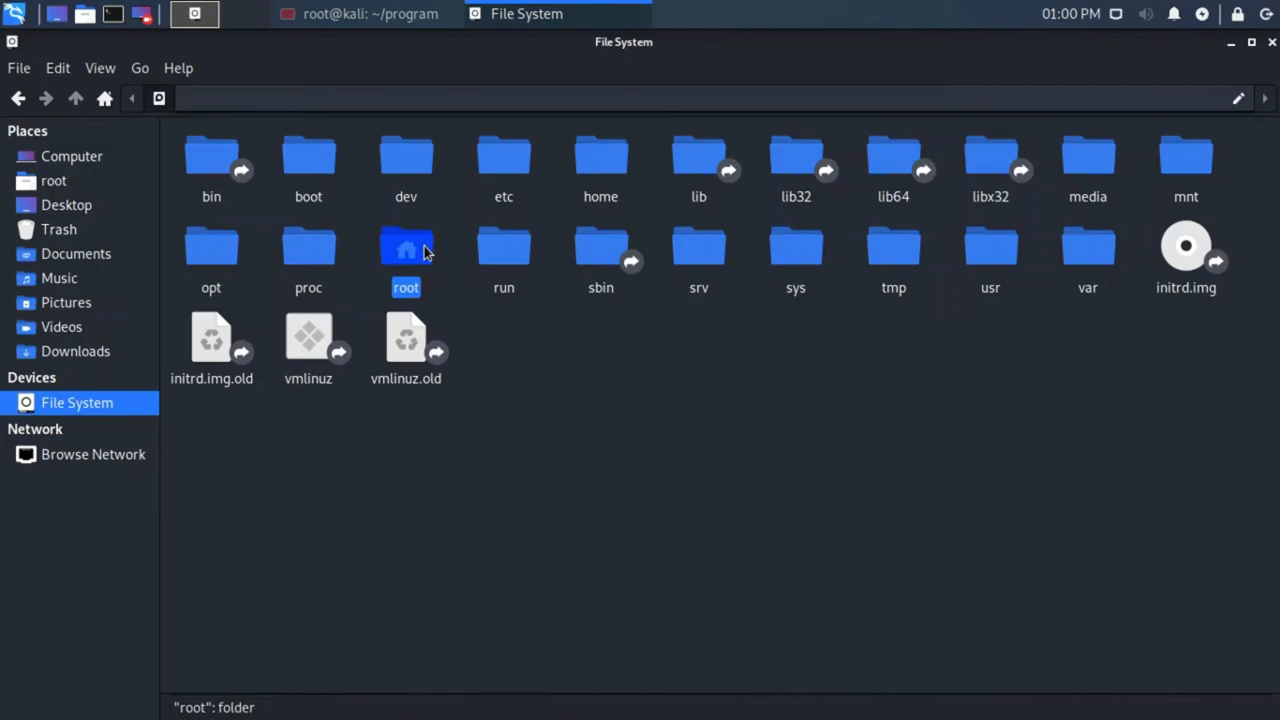 root@kali: ~/program
File System
01:00 PM
File System
File Edit View Go Help
Places
Computer
root
Desktop
Trash
Documents
Music
Pictures
Videos
Downloads
Devices
File System
Network
Browse Network
bin boot dev etc home lib lib32 lib64 libx32 media mnt
opt proc root run sbin srv sys tmp usr var initrd.img
initrd.img.old vmlinuz vmlinuz.old
"root": folder